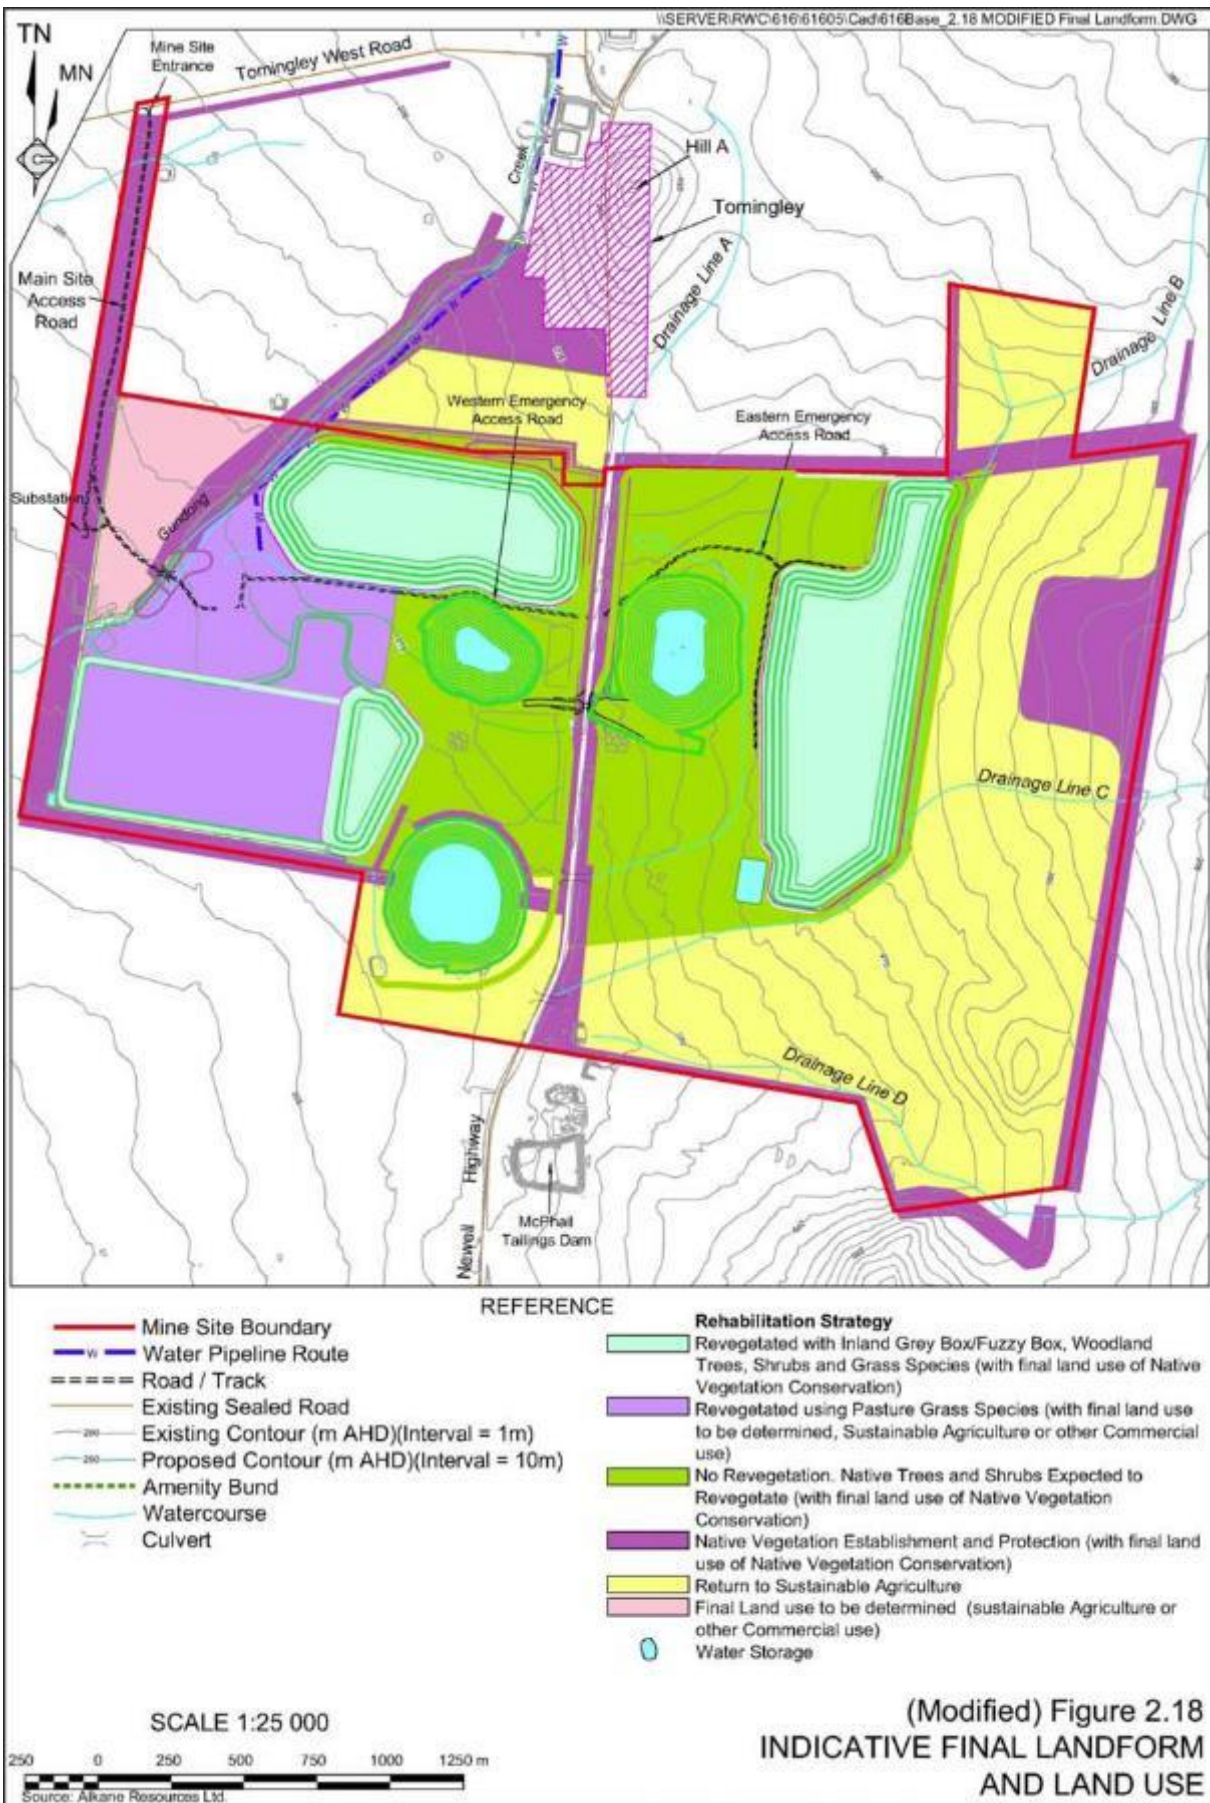 \\SERVER\RWC\616\61605\Cad\616Base_2.18 MODIFIED Final Landform.DWG
TN
MN
Mine Site
Entrance
Tomingley West Road
Creek
Hill A
Tomingley
Drainage Line A
Drainage Line B
Main Site
Access
Road
Western Emergency
Access Road
Eastern Emergency
Access Road
Substation
Gundong
Drainage Line C
Drainage Line D
Newell Highway
McPhail
Tailings Dam
REFERENCE
Mine Site Boundary
W Water Pipeline Route
Road / Track
Existing Sealed Road
260 Existing Contour (m AHD)(Interval = 1m)
260 Proposed Contour (m AHD)(Interval = 10m)
Amenity Bund
Watercourse
Culvert
Rehabilitation Strategy
Revegetated with Inland Grey Box/Fuzzy Box, Woodland
Trees, Shrubs and Grass Species (with final land use of Native
Vegetation Conservation)
Revegetated using Pasture Grass Species (with final land use
to be determined, Sustainable Agriculture or other Commercial
use)
No Revegetation. Native Trees and Shrubs Expected to
Revegetate (with final land use of Native Vegetation
Conservation)
Native Vegetation Establishment and Protection (with final land
use of Native Vegetation Conservation)
Return to Sustainable Agriculture
Final Land use to be determined (sustainable Agriculture or
other Commercial use)
Water Storage
SCALE 1:25 000
250 0 250 500 750 1000 1250 m
Source: Alkane Resources Ltd.
(Modified) Figure 2.18
INDICATIVE FINAL LANDFORM
AND LAND USE